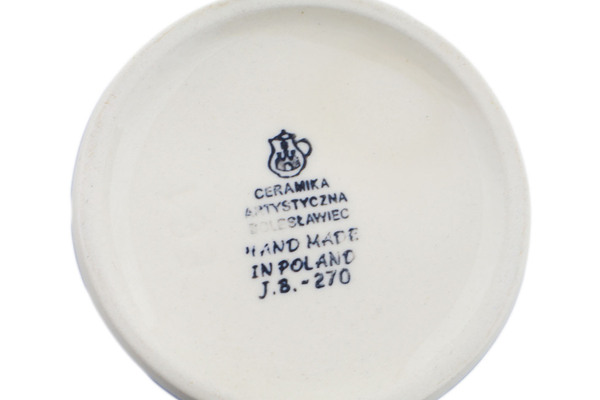 CERAMIKA
ARTYSTYCZNA
BOLESŁAWIEC
HAND MADE
IN POLAND
J.B.-270